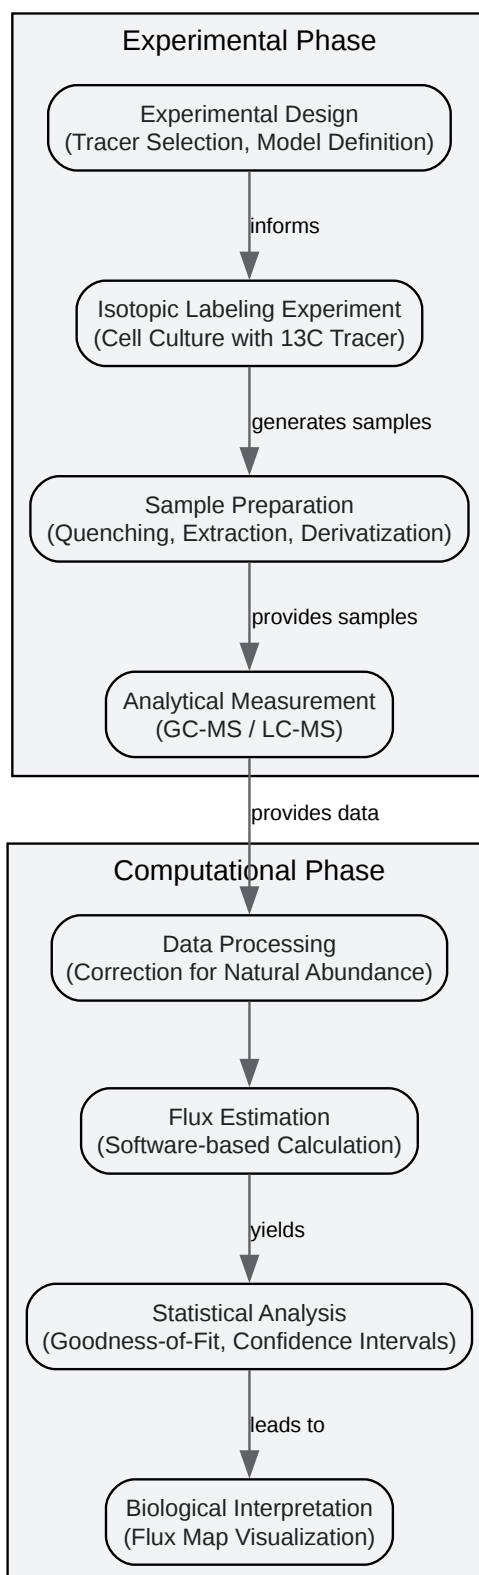 Experimental Phase
Experimental Design
(Tracer Selection, Model Definition)
informs
Isotopic Labeling Experiment
(Cell Culture with 13C Tracer)
generates samples
Sample Preparation
(Quenching, Extraction, Derivatization)
provides samples
Analytical Measurement
(GC-MS / LC-MS)
provides data
Computational Phase
Data Processing
(Correction for Natural Abundance)
Flux Estimation
(Software-based Calculation)
yields
Statistical Analysis
(Goodness-of-Fit, Confidence Intervals)
leads to
Biological Interpretation
(Flux Map Visualization)